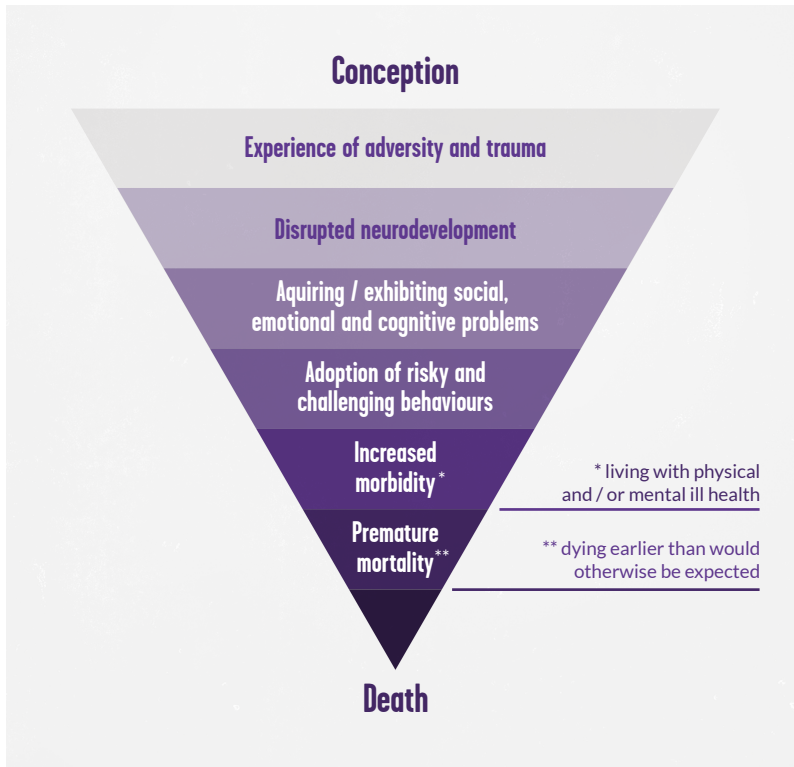 Conception
Experience of adversity and trauma
Disrupted neurodevelopment
Aquiring / exhibiting social,
emotional and cognitive problems
Adoption of risky and
challenging behaviours
Increased
morbidity*
* living with physical
and / or mental ill health
Premature
mortality**
** dying earlier than would
otherwise be expected
Death